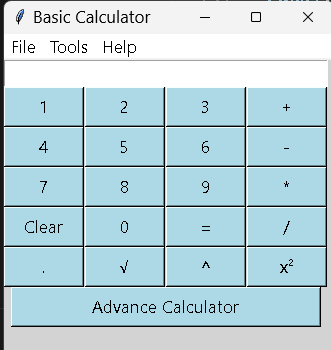 Basic Calculator
File Tools Help
1 2 3 +
4 5 6 -
7 8 9 *
Clear 0 = /
. √ ^ x²
Advance Calculator